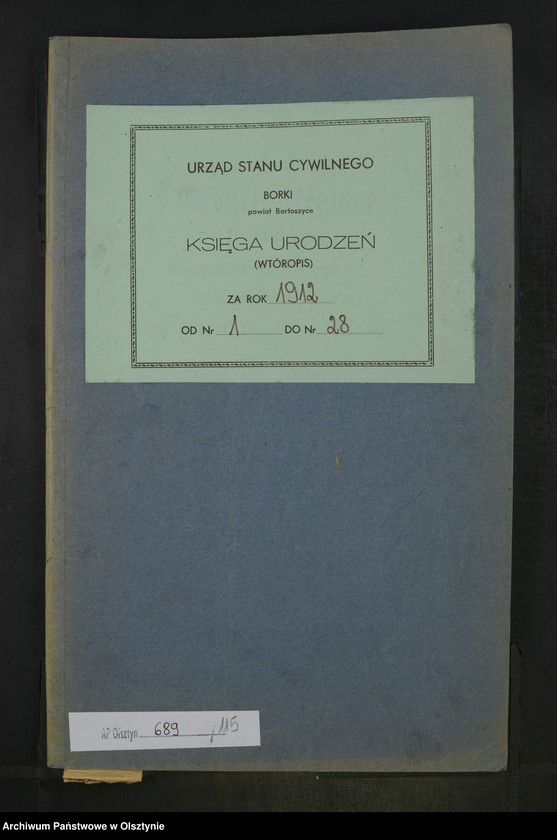 URZĄD STANU CYWILNEGO
BORKI
powiat Bartoszyce
KSIĘGA URODZEŃ
(WTÓROPIS)
ZA ROK 1912
OD Nr 1 DO Nr 28
AP Olsztyn 689 / 115
Archiwum Państwowe w Olsztynie